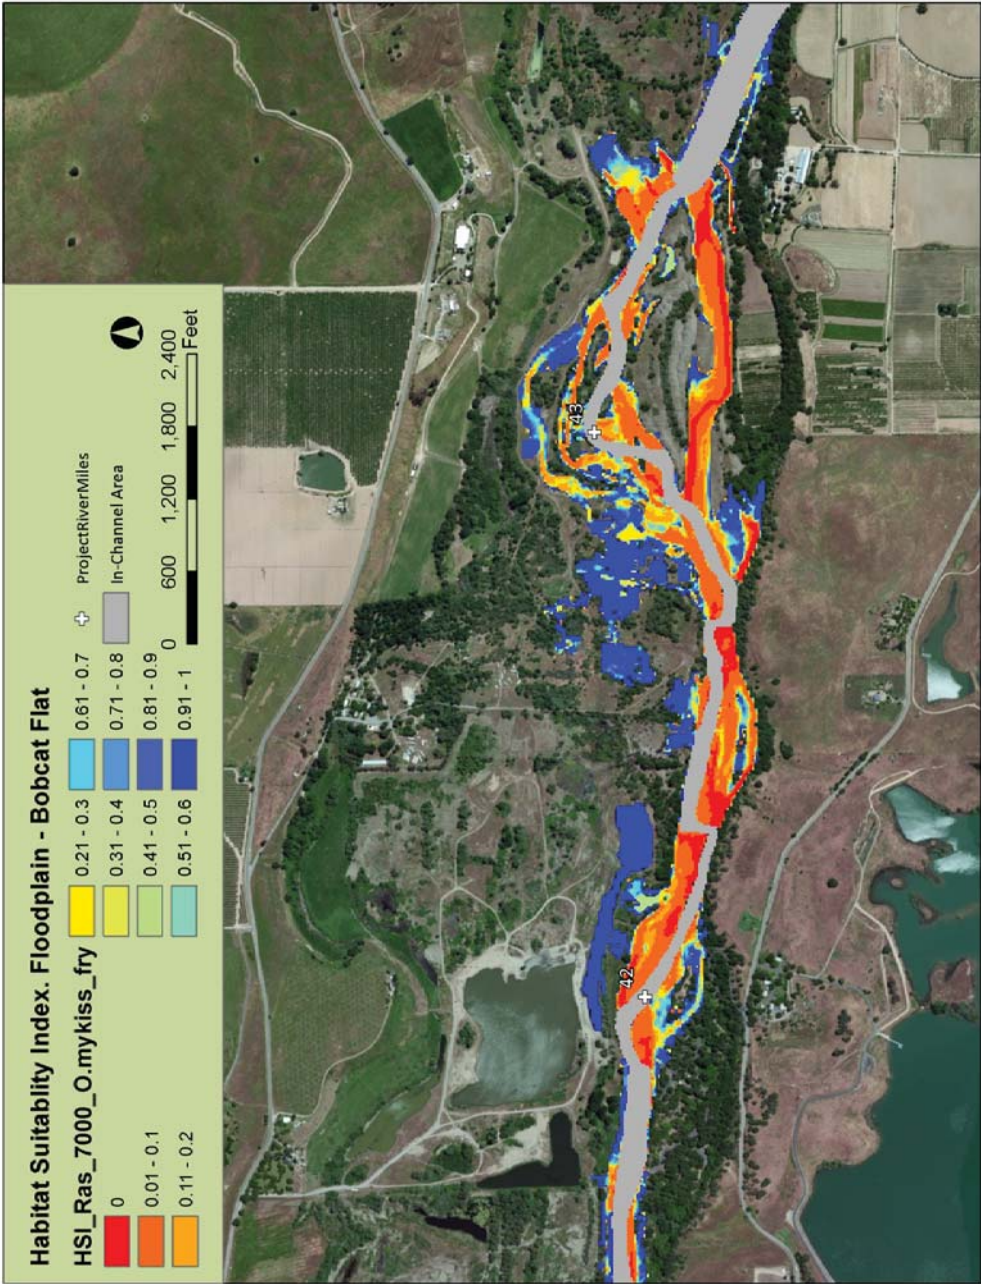 Habitat Suitablity Index. Floodplain - Bobcat Flat
HSI_Ras_7000_O.mykiss_fry
0
0.01 - 0.1
0.11 - 0.2
0.21 - 0.3
0.31 - 0.4
0.41 - 0.5
0.51 - 0.6
0.61 - 0.7
0.71 - 0.8
0.81 - 0.9
0.91 - 1
ProjectRiverMiles
In-Channel Area
0 600 1,200 1,800 2,400
Feet
42
43